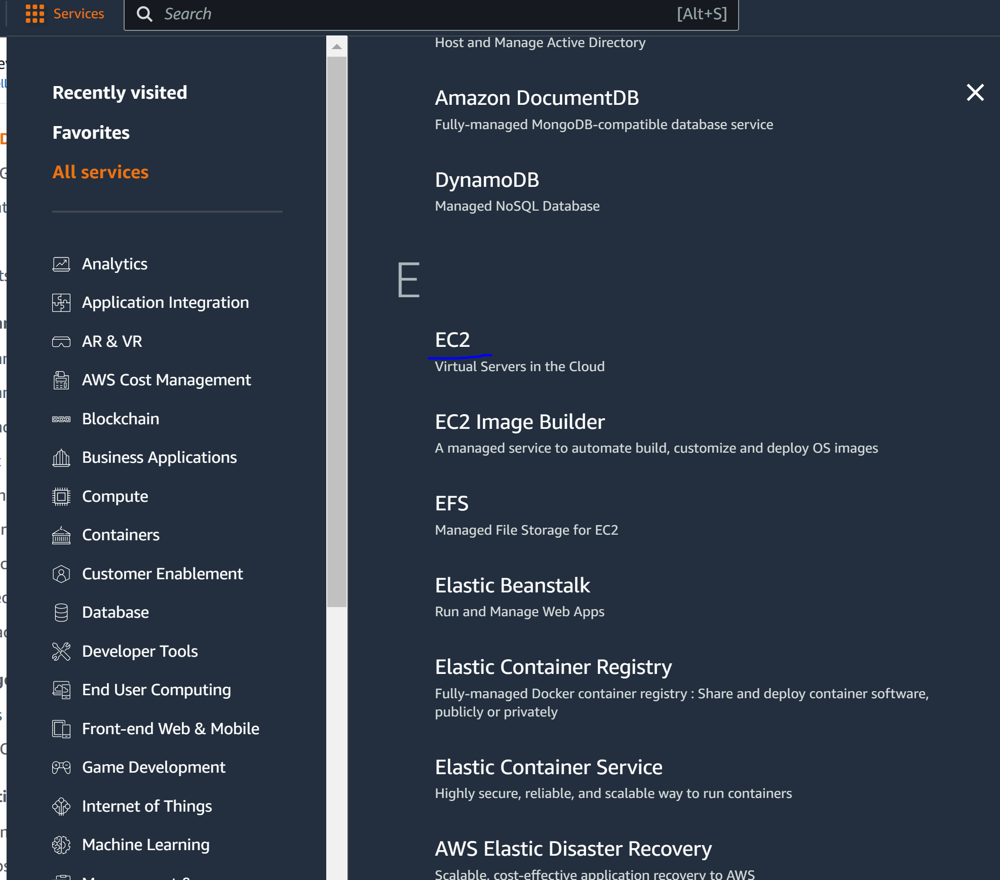 Services
Search
[Alt+S]
Recently visited
Favorites
All services
Analytics
Application Integration
AR & VR
AWS Cost Management
Blockchain
Business Applications
Compute
Containers
Customer Enablement
Database
Developer Tools
End User Computing
Front-end Web & Mobile
Game Development
Internet of Things
Machine Learning
Host and Manage Active Directory
Amazon DocumentDB
Fully-managed MongoDB-compatible database service
DynamoDB
Managed NoSQL Database
E
EC2
Virtual Servers in the Cloud
EC2 Image Builder
A managed service to automate build, customize and deploy OS images
EFS
Managed File Storage for EC2
Elastic Beanstalk
Run and Manage Web Apps
Elastic Container Registry
Fully-managed Docker container registry : Share and deploy container software,
publicly or privately
Elastic Container Service
Highly secure, reliable, and scalable way to run containers
AWS Elastic Disaster Recovery
Scalable, cost-effective application recovery to AWS